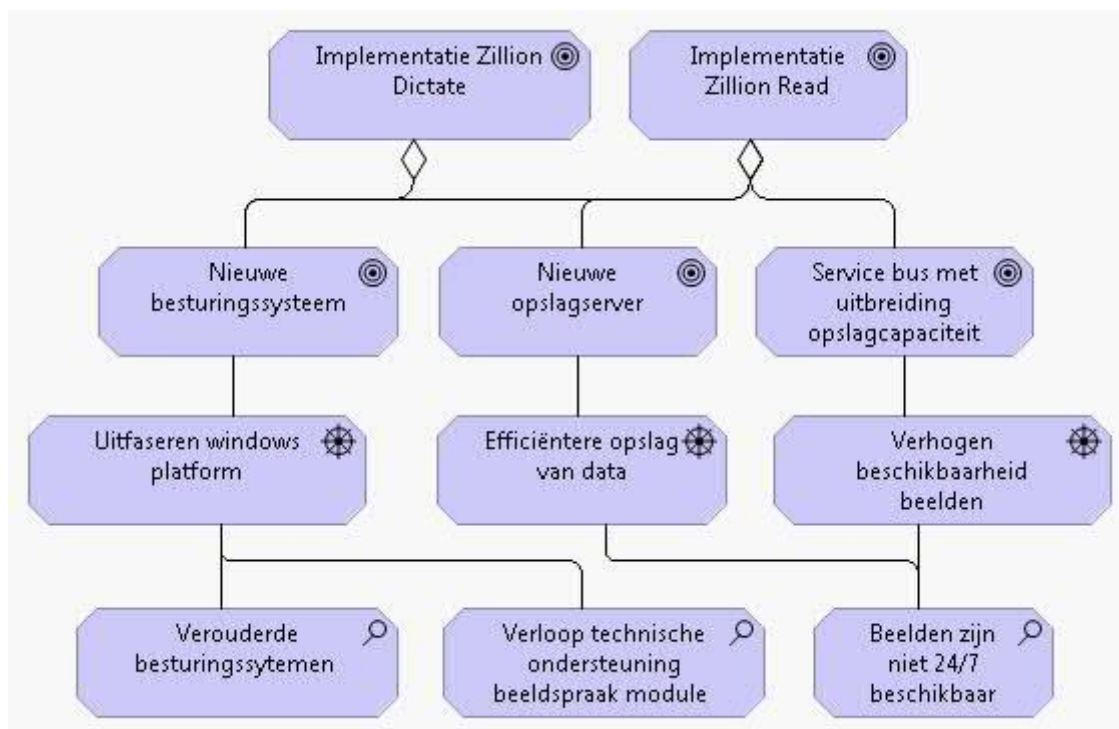 Implementatie Zillion
Dictate
Implementatie
Zillion Read
Nieuwe
besturingssysteem
Nieuwe
opslagserver
Service bus met
uitbreiding
opslagcapaciteit
Uitfaseren windows
platform
Efficiëntere opslag
van data
Verhogen
beschikbaarheid
beelden
Verouderde
besturingssytemen
Verloop technische
ondersteuning
beeldspraak module
Beelden zijn
niet 24/7
beschikbaar